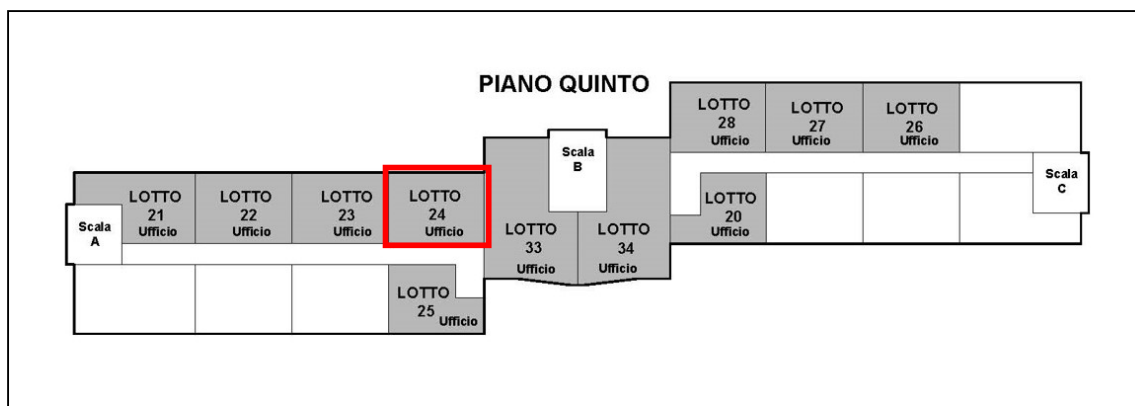 PIANO QUINTO
LOTTO
28
Ufficio
LOTTO
27
Ufficio
LOTTO
26
Ufficio
Scala
B
Scala
C
LOTTO
21
Ufficio
LOTTO
22
Ufficio
LOTTO
23
Ufficio
LOTTO
24
Ufficio
LOTTO
20
Ufficio
Scala
A
LOTTO
33
Ufficio
LOTTO
34
Ufficio
LOTTO
25
Ufficio